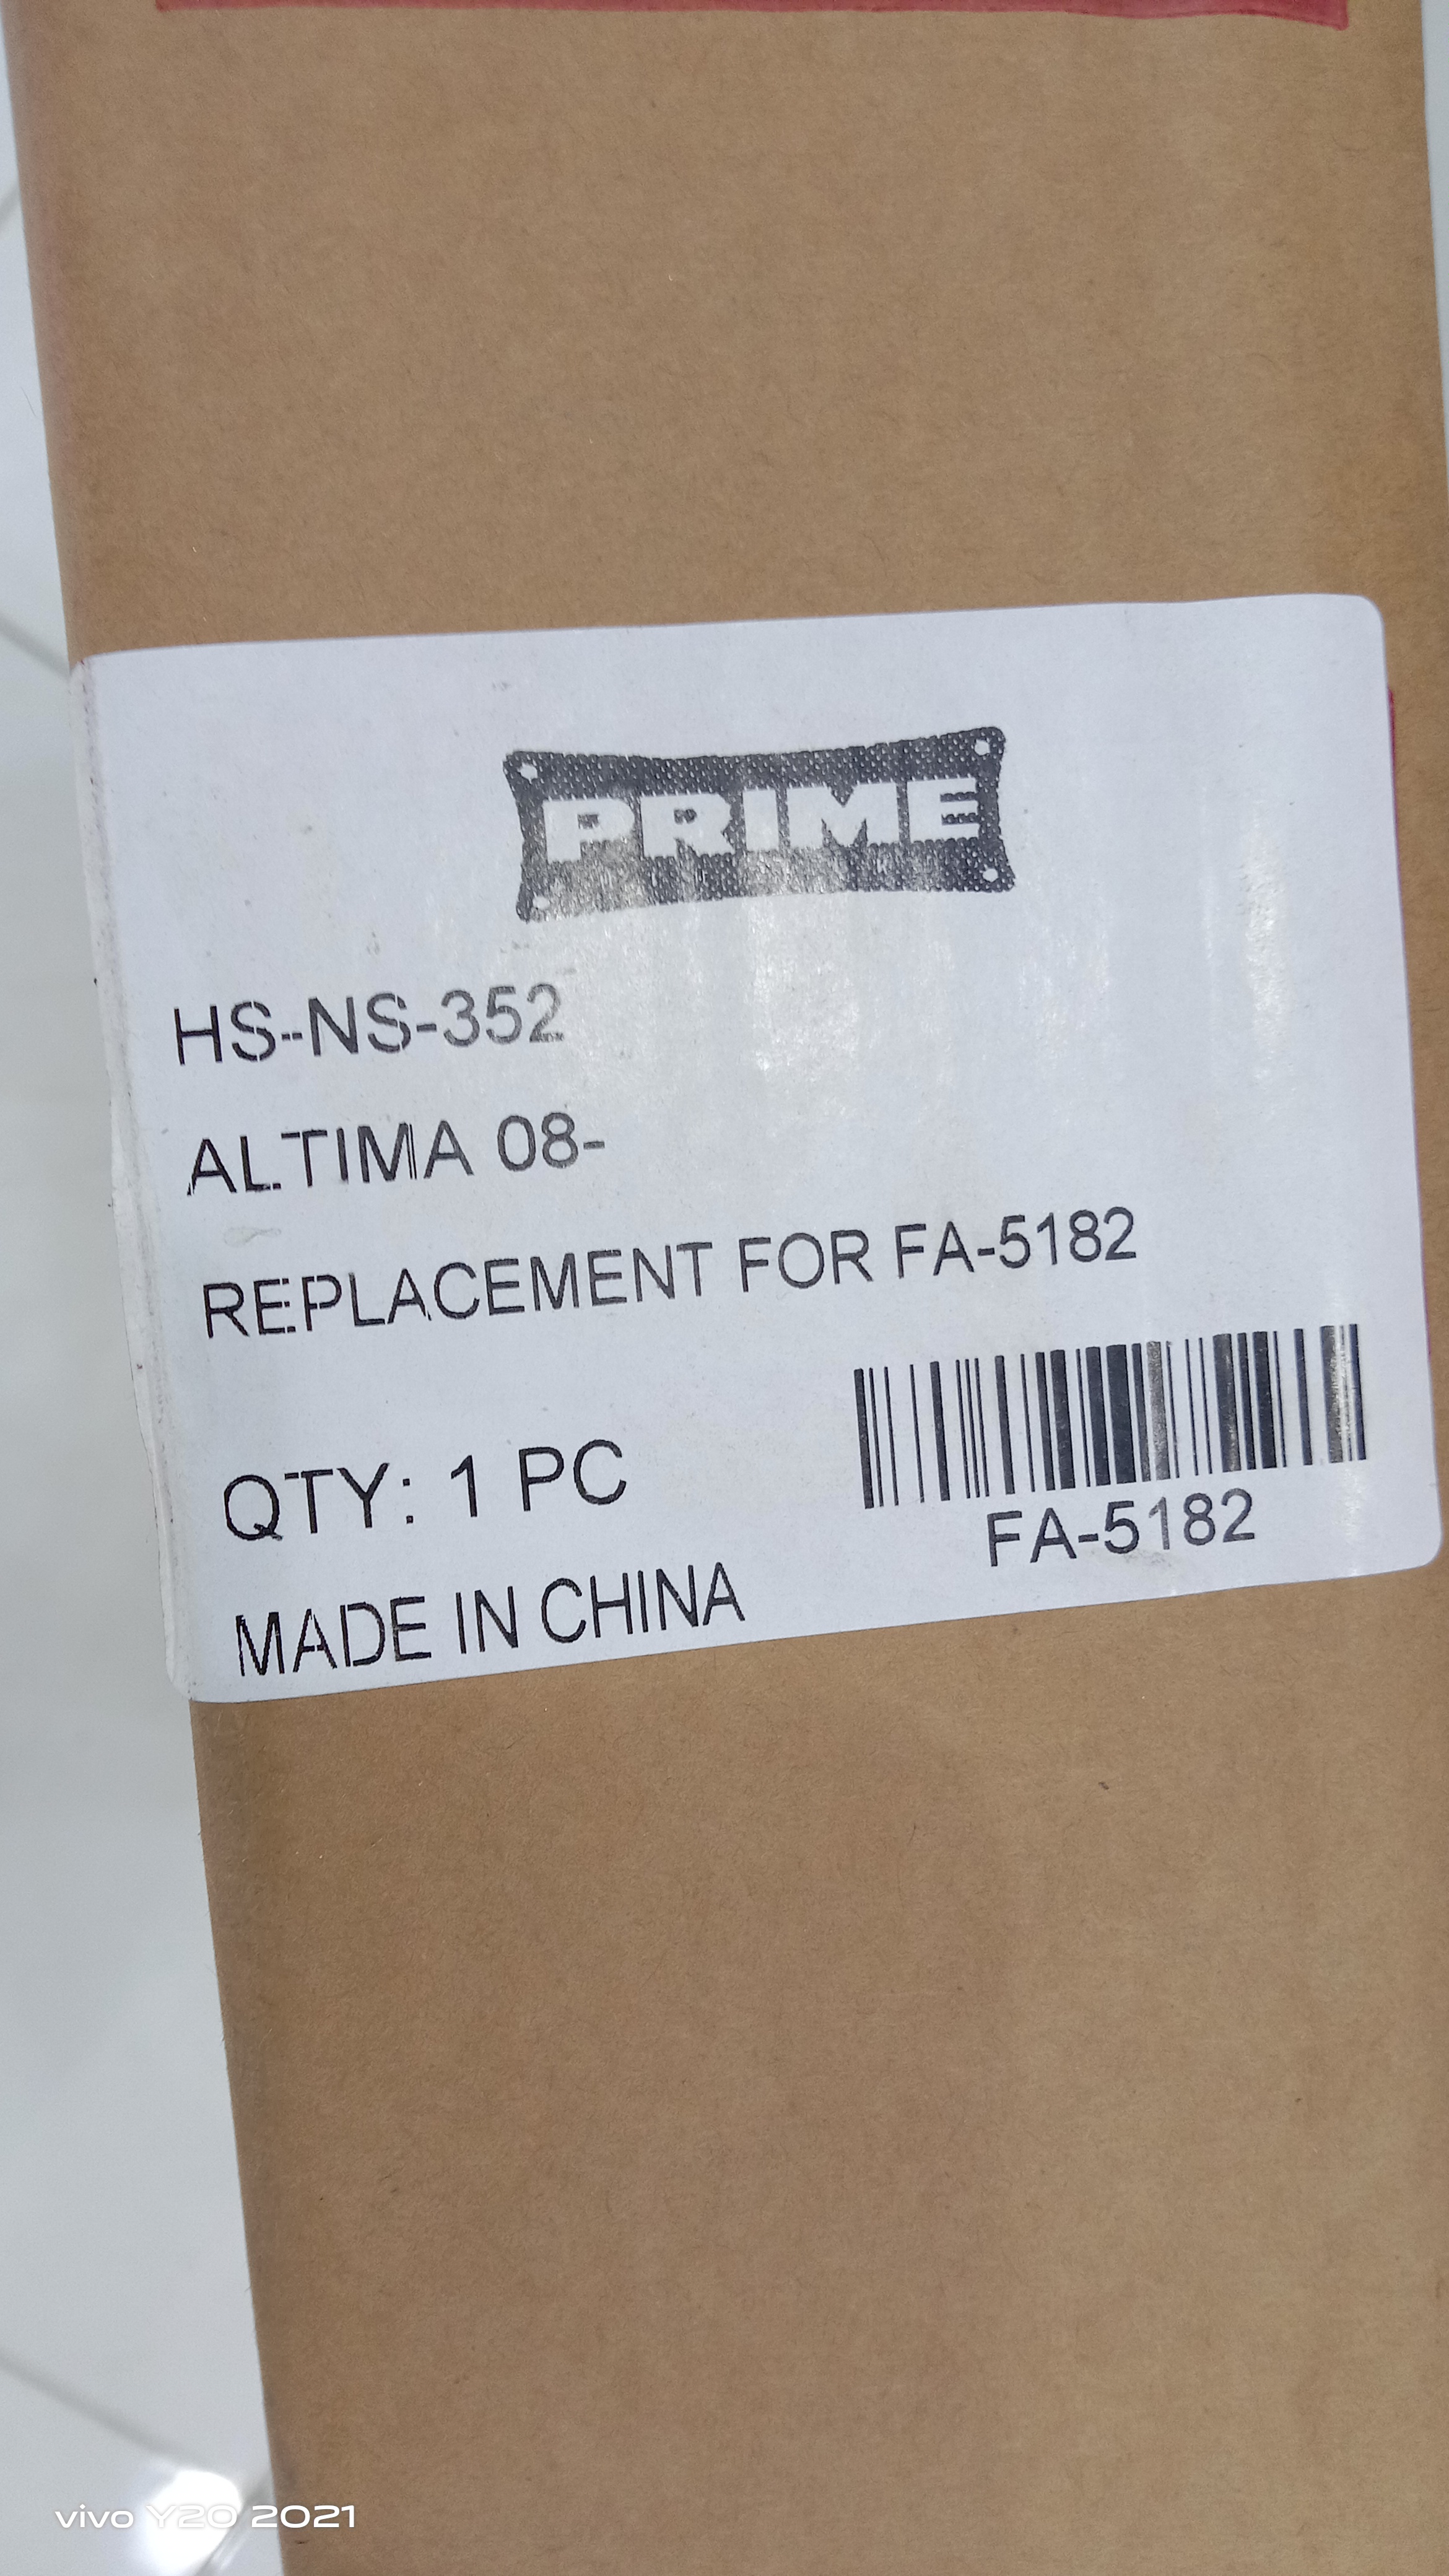 PRIME
HS-NS-352
ALTIMA 08-
REPLACEMENT FOR FA-5182
QTY: 1 PC
FA-5182
MADE IN CHINA
vivo Y20 2021